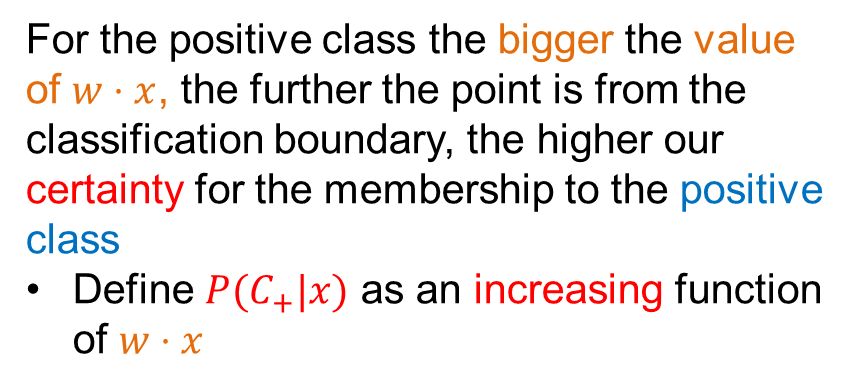 For the positive class the bigger the value
of w · x, the further the point is from the
classification boundary, the higher our
certainty for the membership to the positive
class
• Define P(C₊|x) as an increasing function
of w · x